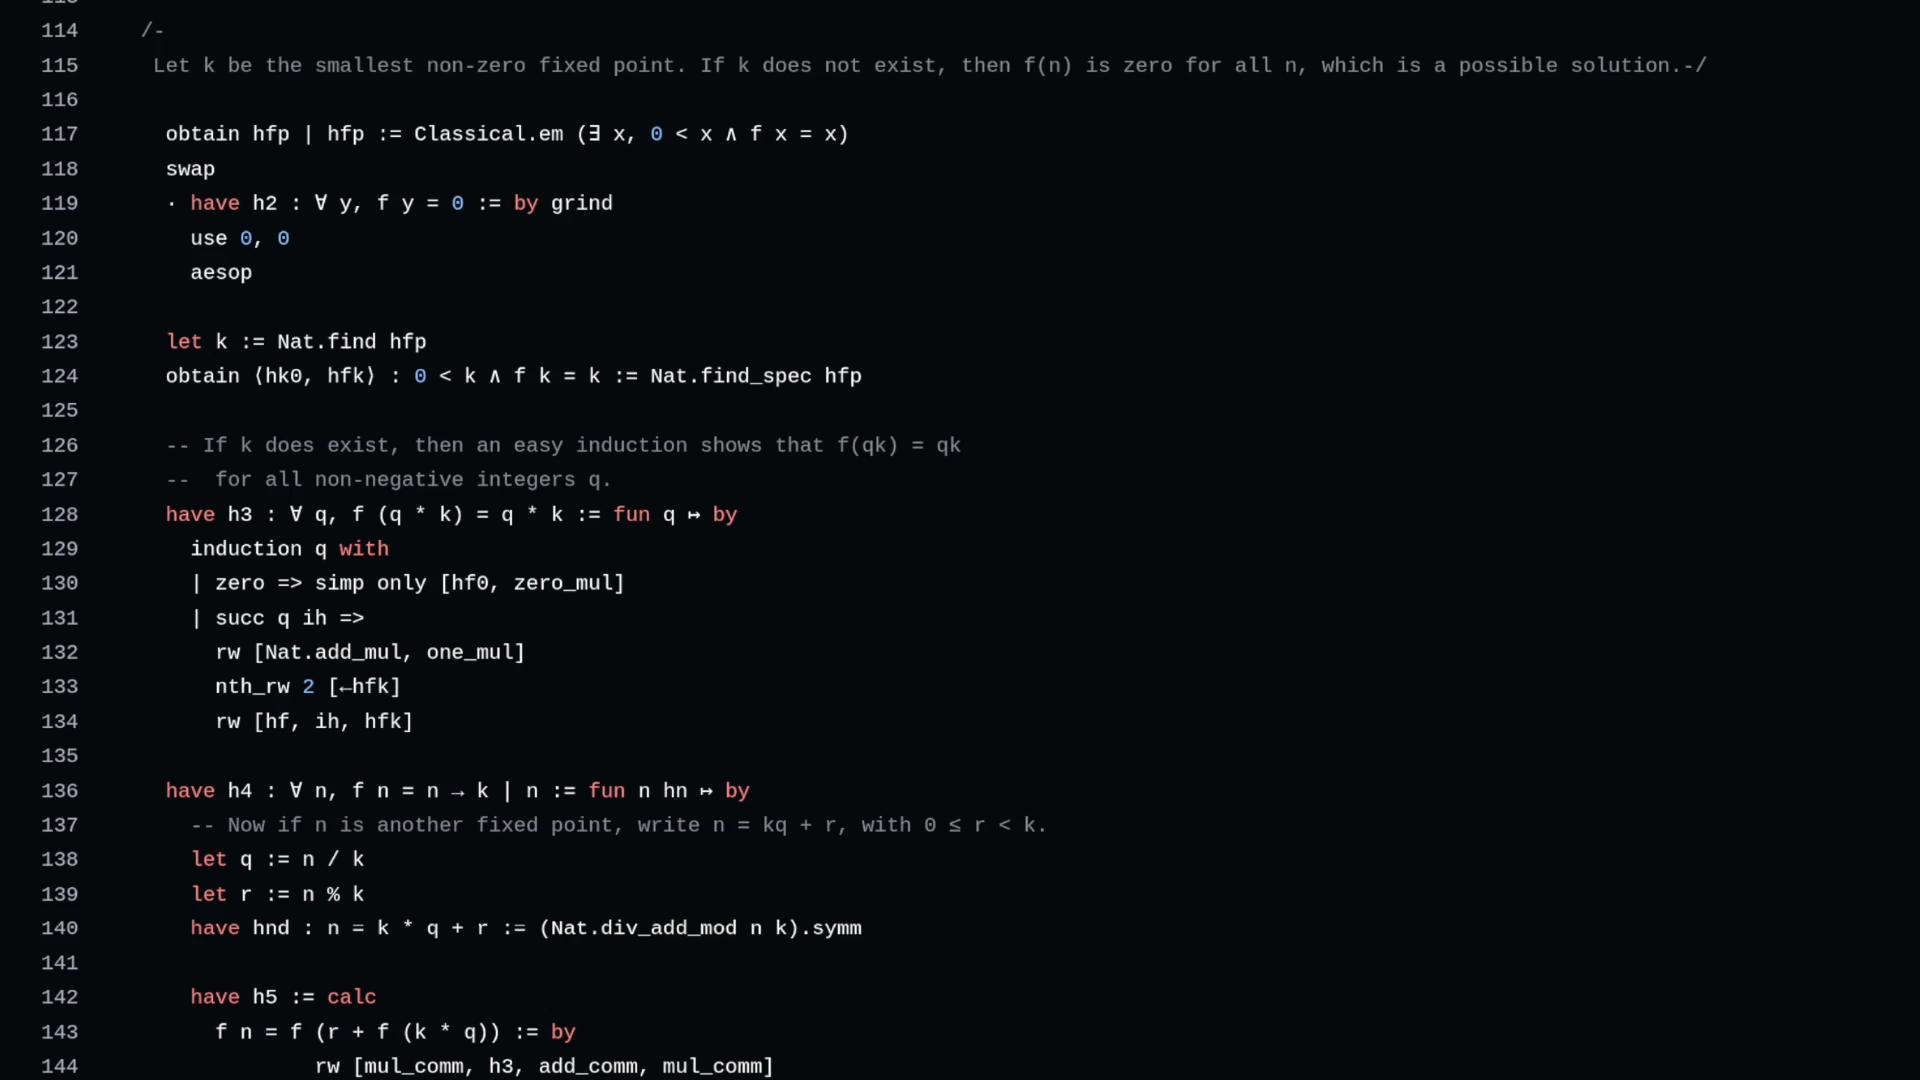 114 /-
115 Let k be the smallest non-zero fixed point. If k does not exist, then f(n) is zero for all n, which is a possible solution.-/
116
117 obtain hfp | hfp := Classical.em (∃ x, 0 < x ∧ f x = x)
118 swap
119 · have h2 : ∀ y, f y = 0 := by grind
120 use 0, 0
121 aesop
122
123 let k := Nat.find hfp
124 obtain ⟨hk0, hfk⟩ : 0 < k ∧ f k = k := Nat.find_spec hfp
125
126 -- If k does exist, then an easy induction shows that f(qk) = qk
127 --  for all non-negative integers q.
128 have h3 : ∀ q, f (q * k) = q * k := fun q ↦ by
129 induction q with
130 | zero => simp only [hf0, zero_mul]
131 | succ q ih =>
132 rw [Nat.add_mul, one_mul]
133 nth_rw 2 [←hfk]
134 rw [hf, ih, hfk]
135
136 have h4 : ∀ n, f n = n → k | n := fun n hn ↦ by
137 -- Now if n is another fixed point, write n = kq + r, with 0 ≤ r < k.
138 let q := n / k
139 let r := n % k
140 have hnd : n = k * q + r := (Nat.div_add_mod n k).symm
141
142 have h5 := calc
143 f n = f (r + f (k * q)) := by
144 rw [mul_comm, h3, add_comm, mul_comm]